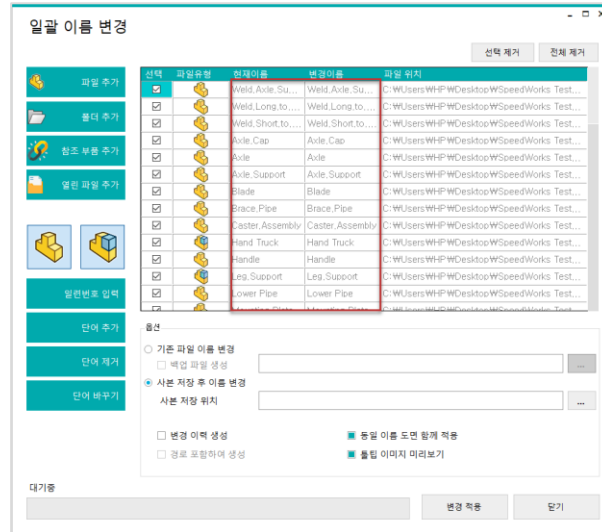 일괄 이름 변경
선택 제거 전체 제거
파일 추가
폴더 추가
참조 부품 추가
열린 파일 추가
일련번호 입력
단어 추가
단어 제거
단어 바꾸기
선택 파일유형 현재이름 변경이름 파일 위치
Weld,Axle,Su... Weld,Axle,Su... C:₩Users₩HP₩Desktop₩SpeedWorks Test...
Weld,Long,to,... Weld,Long,to,... C:₩Users₩HP₩Desktop₩SpeedWorks Test...
Weld,Short,to,... Weld,Short,to,... C:₩Users₩HP₩Desktop₩SpeedWorks Test...
Axle,Cap Axle,Cap C:₩Users₩HP₩Desktop₩SpeedWorks Test...
Axle Axle C:₩Users₩HP₩Desktop₩SpeedWorks Test...
Axle,Support Axle,Support C:₩Users₩HP₩Desktop₩SpeedWorks Test...
Blade Blade C:₩Users₩HP₩Desktop₩SpeedWorks Test...
Brace,Pipe Brace,Pipe C:₩Users₩HP₩Desktop₩SpeedWorks Test...
Caster,Assembly Caster,Assembly C:₩Users₩HP₩Desktop₩SpeedWorks Test...
Hand Truck Hand Truck C:₩Users₩HP₩Desktop₩SpeedWorks Test...
Handle Handle C:₩Users₩HP₩Desktop₩SpeedWorks Test...
Leg,Support Leg,Support C:₩Users₩HP₩Desktop₩SpeedWorks Test...
Lower Pipe Lower Pipe C:₩Users₩HP₩Desktop₩SpeedWorks Test...
옵션
기존 파일 이름 변경
백업 파일 생성
...
사본 저장 후 이름 변경
사본 저장 위치
...
변경 이력 생성 동일 이름 도면 함께 적용
경로 포함하여 생성 툴팁 이미지 미리보기
대기중
변경 적용 닫기